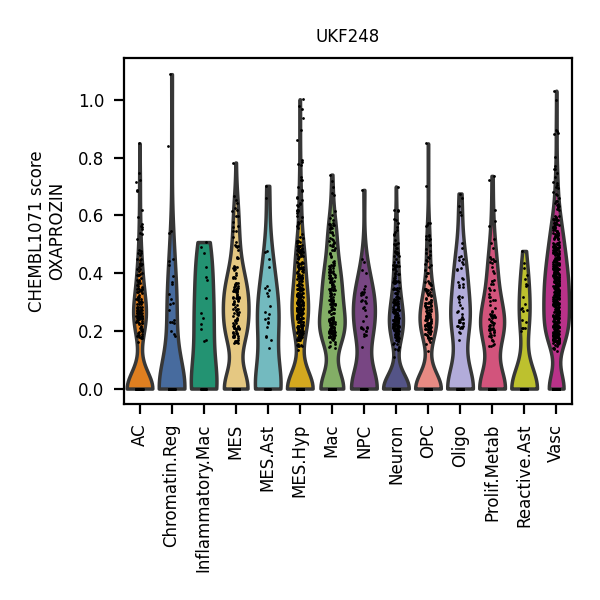 UKF248
CHEMBL1071 score
OXAPROZIN
1.0
0.8
0.6
0.4
0.2
0.0
AC
Chromatin.Reg
Inflammatory.Mac
MES
MES.Ast
MES.Hyp
Mac
NPC
Neuron
OPC
Oligo
Prolif.Metab
Reactive.Ast
Vasc